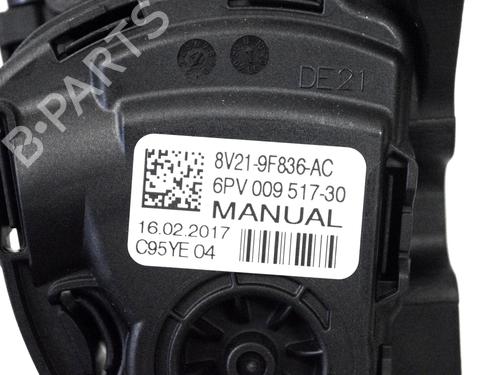 DE21
B-PARTS
8V21-9F836-AC
6PV 009 517-30
MANUAL
16.02.2017
C95YE 04